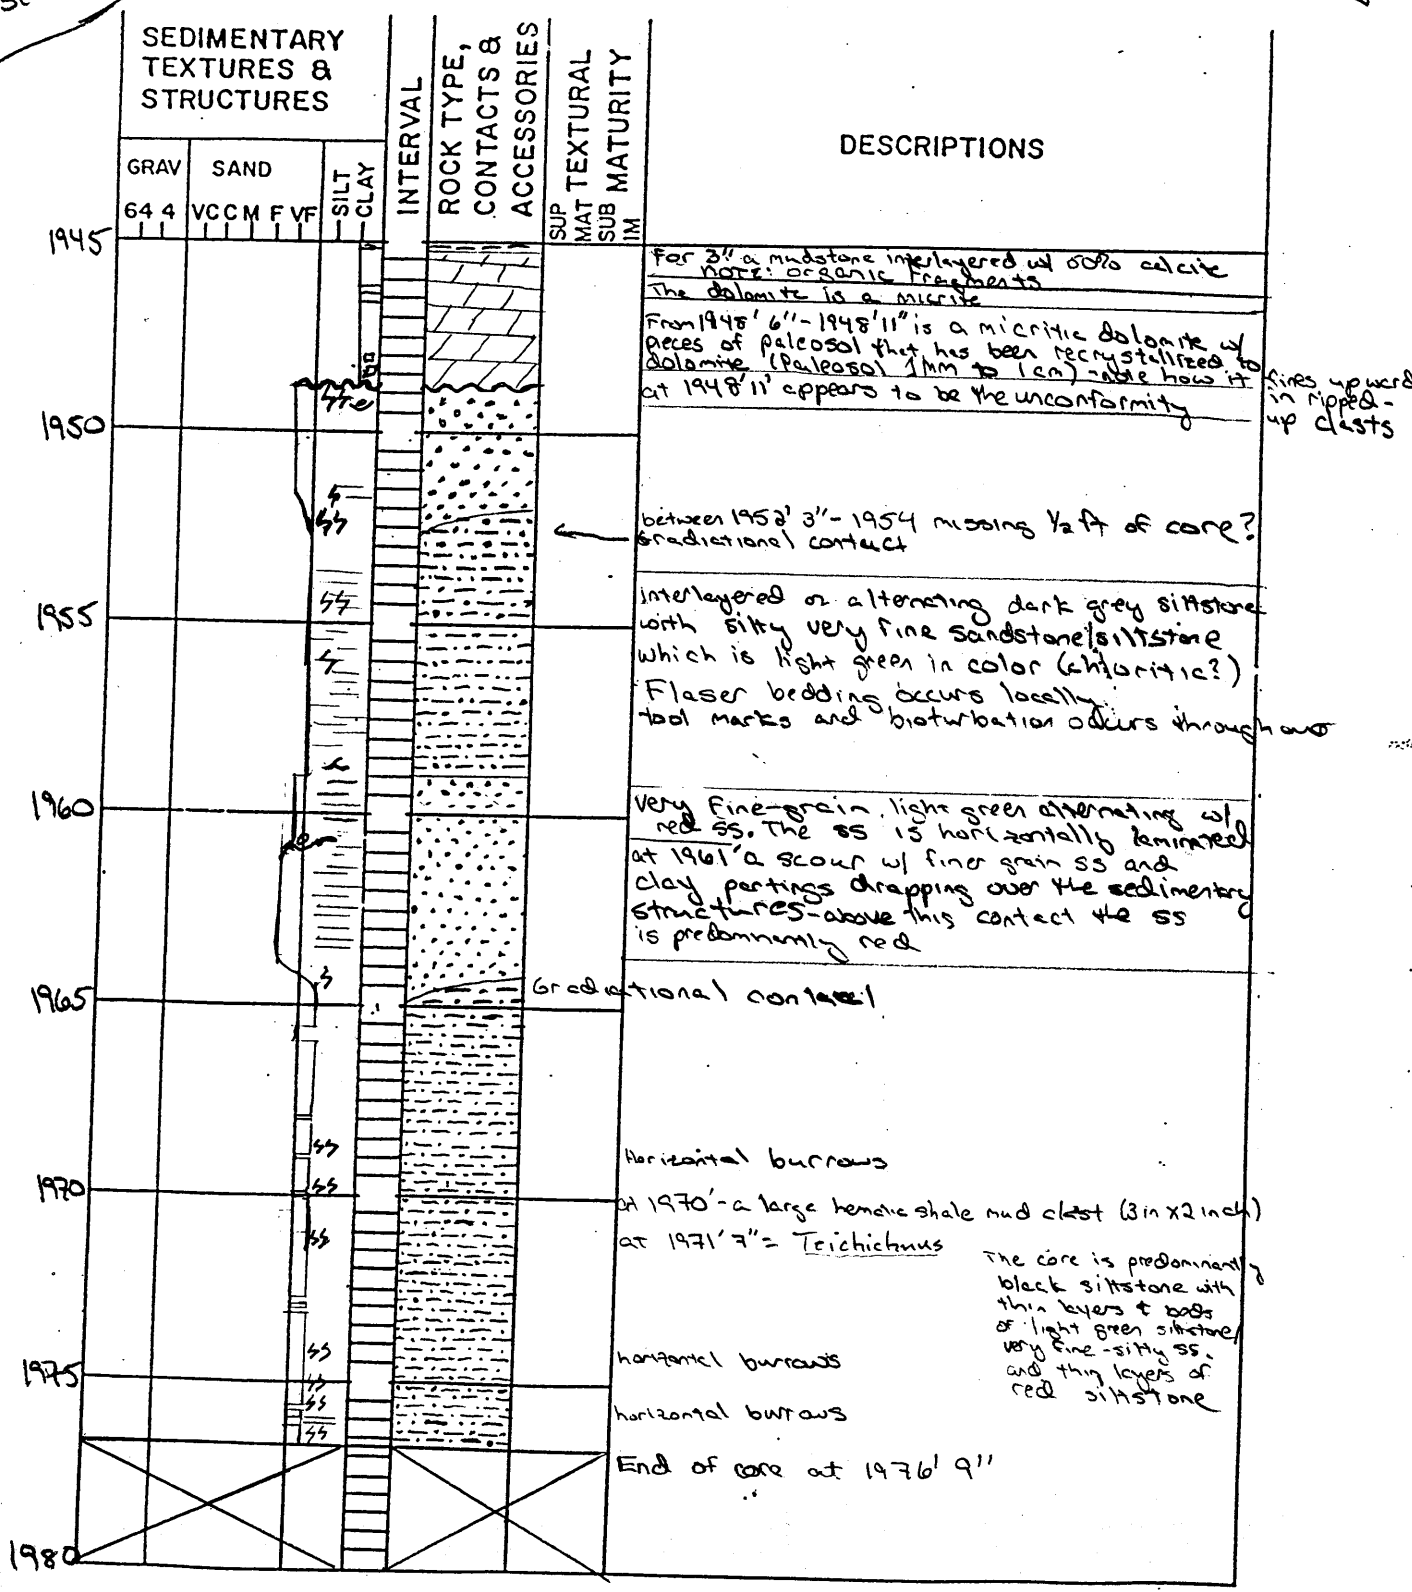 SEDIMENTARY
TEXTURES &
STRUCTURES
INTERVAL
ROCK TYPE,
CONTACTS &
ACCESSORIES
TEXTURAL
MATURITY
DESCRIPTIONS
GRAV
SAND
SILT
CLAY
64 4
VC C M F VF
SUP
MAT
SUB
IM
1945
For 3" a mudstone interlayered w/ 60% calcite
NOTE: organic fragments
The dolomite is a micrite
From 1948' 6"-1948'11" is a micritic dolomite w/
pieces of paleosol that has been recrystallized to
dolomite (Paleosol 1mm to 1cm) -note how it fines upward
in ripped-
up clasts
at 1948'11" appears to be the unconformity
1950
between 1952' 3"- 1954 missing 1/2 ft of core?
Gradictional contact
interlayered or alternating dark grey siltstone
1955
with silty very fine sandstone/siltstone
which is light green in color (chloritic?)
Flaser bedding occurs locally
tool marks and bioturbation occurs throughout
1960
very fine-grain light green alternating w/
red ss. The ss is horizontally laminated
at 1961' a scour w/ finer grain ss and
clay partings drapping over the sedimentary
structures-above this contact the ss
is predominantly red
1965
Gradictional contact
Horizontal burrows
1970
at 1970'- a large hematic shale mud clast (3in x 2 inch)
at 1971' 7" = Teichichnus
The core is predominantly
black siltstone with
thin layers & beds
of light green siltstone/
very fine-silty ss.
and thin layers of
red siltstone
horizontal burrows
1975
horizontal burrows
End of core at 1976' 9"
1980